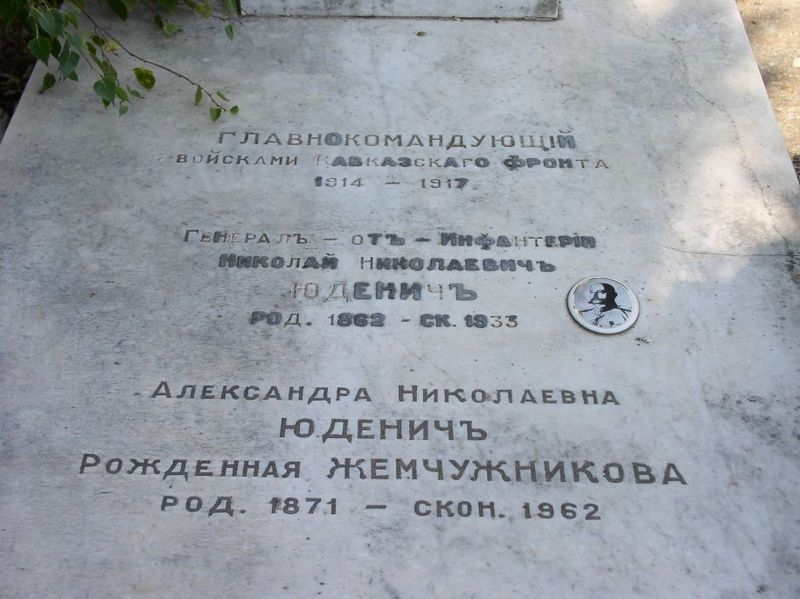 ГЛАВНОКОМАНДУЮЩІЙ
ВОЙСКАМИ КАВКАЗСКАГО ФРОНТА
1914 — 1917.
ГЕНЕРАЛЪ — ОТЪ — ИНФАНТЕРІИ
НИКОЛАЙ НИКОЛАЕВИЧЪ
ЮДЕНИЧЪ
РОД. 1862 - СК. 1933
АЛЕКСАНДРА НИКОЛАЕВНА
ЮДЕНИЧЪ
РОЖДЕННАЯ ЖЕМЧУЖНИКОВА
РОД. 1871 — СКОН. 1962